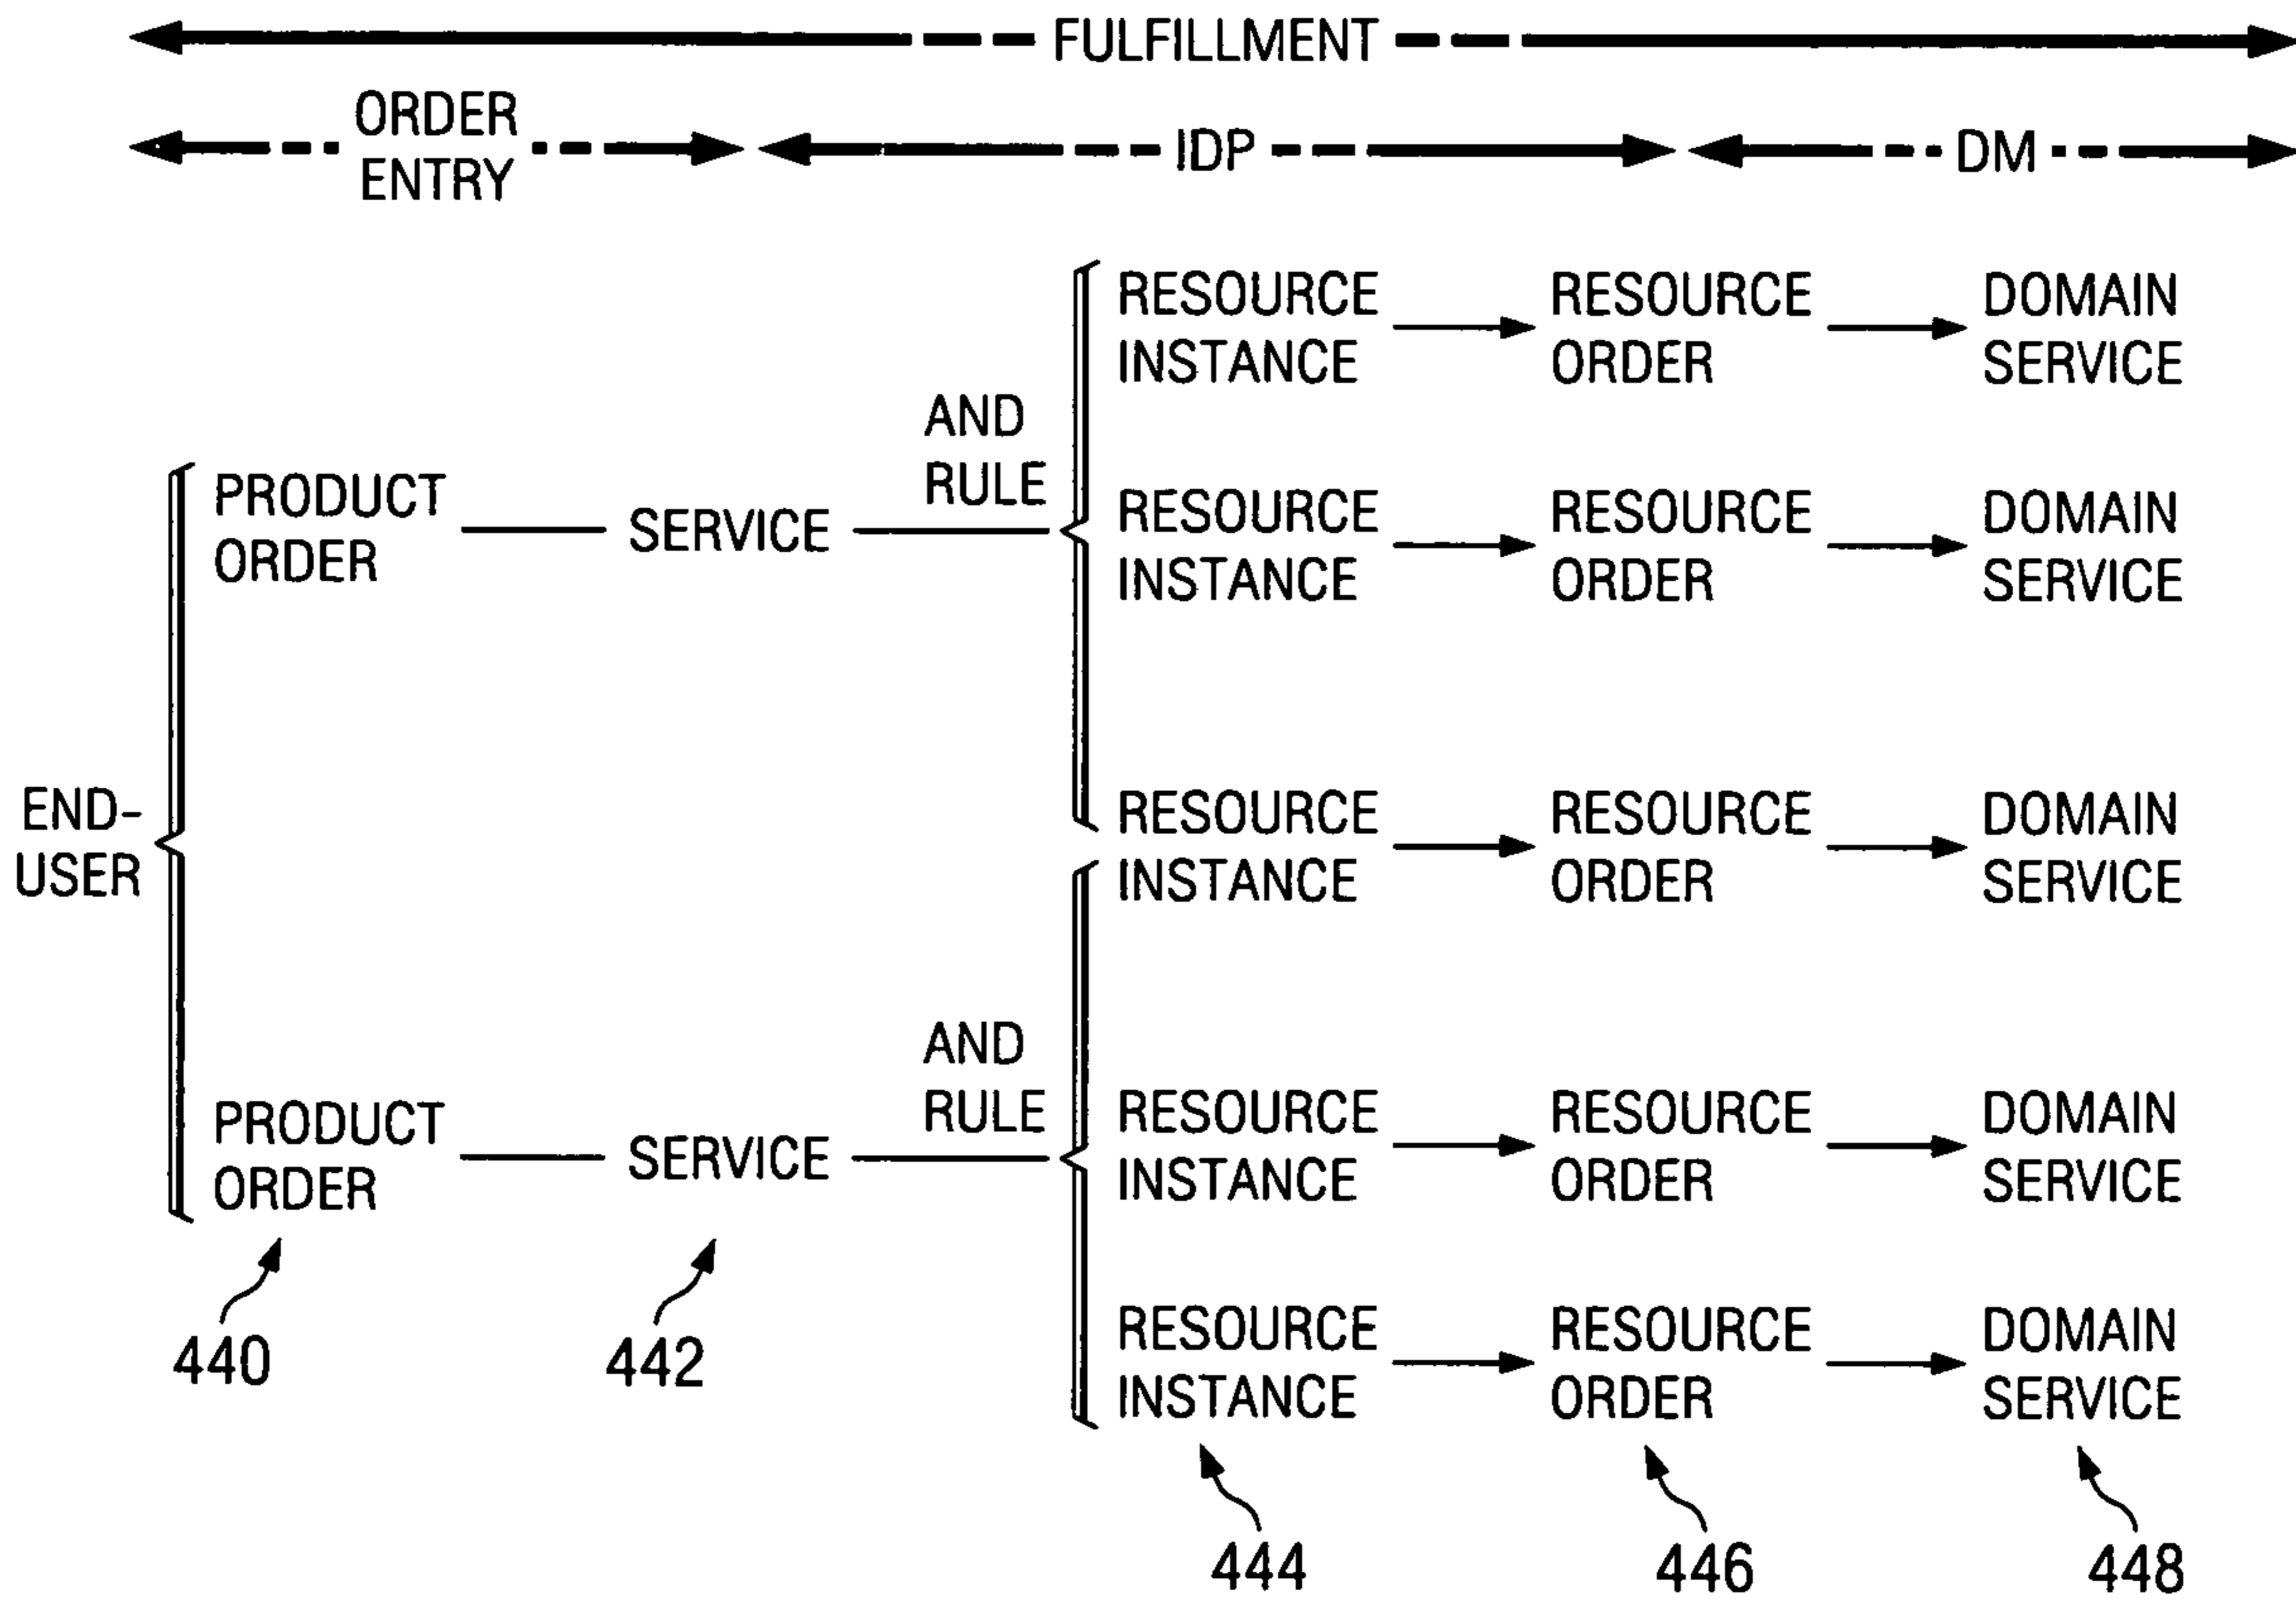 FULFILLMENT
ORDER
ENTRY
IDP
DM
RESOURCE
INSTANCE
RESOURCE
ORDER
DOMAIN
SERVICE
AND
RULE
PRODUCT
ORDER
SERVICE
RESOURCE
INSTANCE
RESOURCE
ORDER
DOMAIN
SERVICE
END-
USER
RESOURCE
INSTANCE
RESOURCE
ORDER
DOMAIN
SERVICE
AND
RULE
PRODUCT
ORDER
SERVICE
RESOURCE
INSTANCE
RESOURCE
ORDER
DOMAIN
SERVICE
RESOURCE
INSTANCE
RESOURCE
ORDER
DOMAIN
SERVICE
440
442
444
446
448